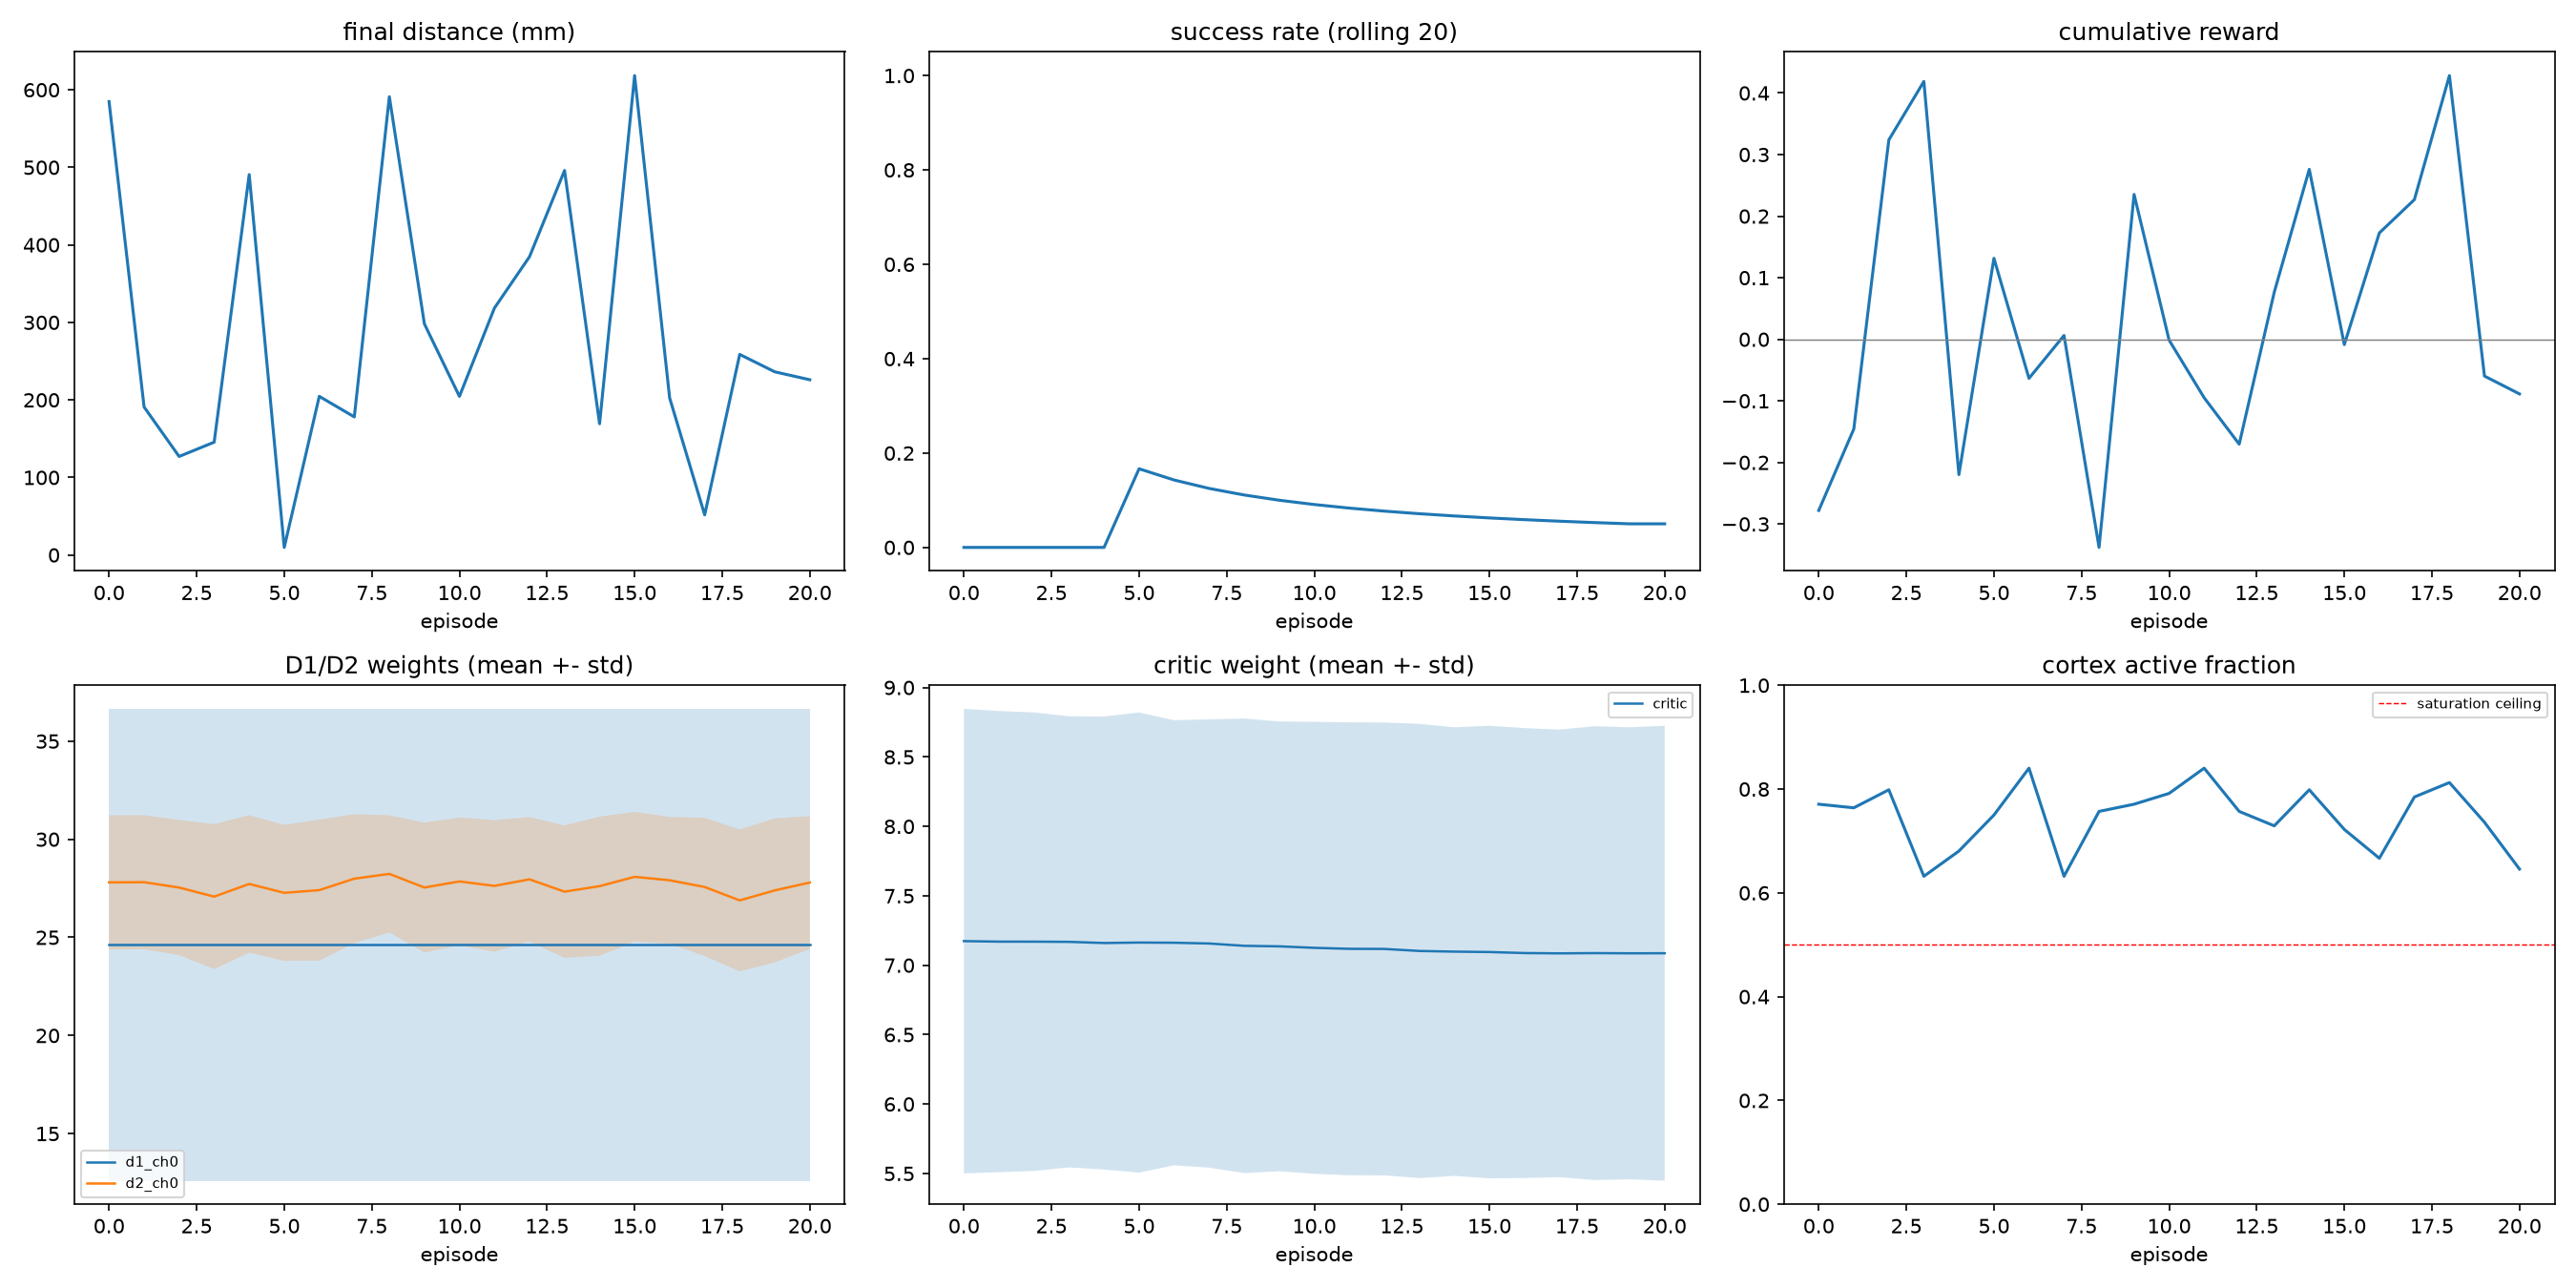 final distance (mm)
600
500
400
300
200
100
0
0.0 2.5 5.0 7.5 10.0 12.5 15.0 17.5 20.0
episode
success rate (rolling 20)
1.0
0.8
0.6
0.4
0.2
0.0
0.0 2.5 5.0 7.5 10.0 12.5 15.0 17.5 20.0
episode
cumulative reward
0.4
0.3
0.2
0.1
0.0
−0.1
−0.2
−0.3
0.0 2.5 5.0 7.5 10.0 12.5 15.0 17.5 20.0
episode
D1/D2 weights (mean +- std)
35
30
25
20
15
d1_ch0
d2_ch0
0.0 2.5 5.0 7.5 10.0 12.5 15.0 17.5 20.0
episode
critic weight (mean +- std)
critic
9.0
8.5
8.0
7.5
7.0
6.5
6.0
5.5
0.0 2.5 5.0 7.5 10.0 12.5 15.0 17.5 20.0
episode
cortex active fraction
saturation ceiling
1.0
0.8
0.6
0.4
0.2
0.0
0.0 2.5 5.0 7.5 10.0 12.5 15.0 17.5 20.0
episode